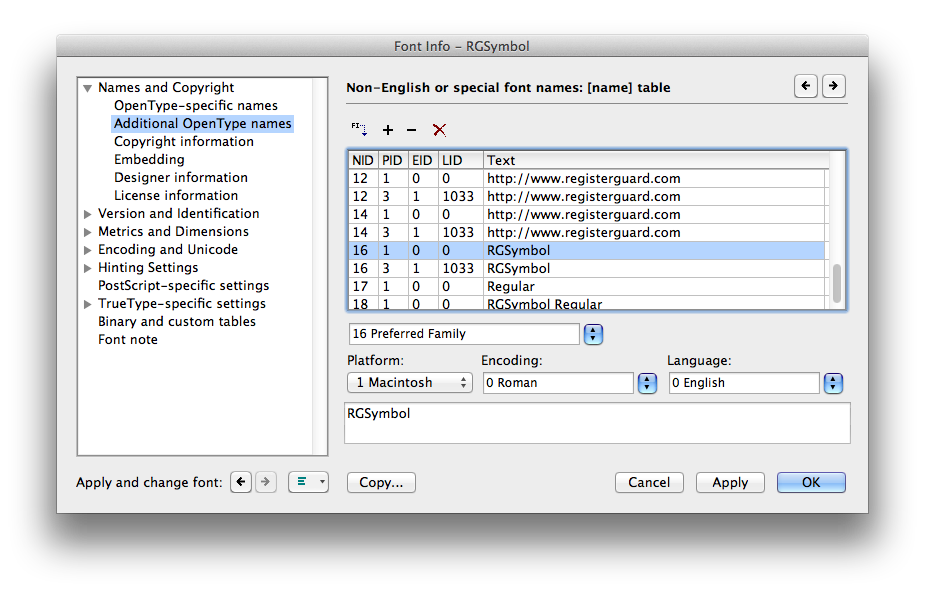 Font Info – RGSymbol
Names and Copyright
OpenType-specific names
Additional OpenType names
Copyright information
Embedding
Designer information
License information
Version and Identification
Metrics and Dimensions
Encoding and Unicode
Hinting Settings
PostScript-specific settings
TrueType-specific settings
Binary and custom tables
Font note
Non-English or special font names: [name] table
NID PID EID LID Text
12 1 0 0 http://www.registerguard.com
12 3 1 1033 http://www.registerguard.com
14 1 0 0 http://www.registerguard.com
14 3 1 1033 http://www.registerguard.com
16 1 0 0 RGSymbol
16 3 1 1033 RGSymbol
17 1 0 0 Regular
18 1 0 0 RGSymbol Regular
16 Preferred Family
Platform: Encoding: Language:
1 Macintosh 0 Roman 0 English
RGSymbol
Apply and change font: Copy... Cancel Apply OK